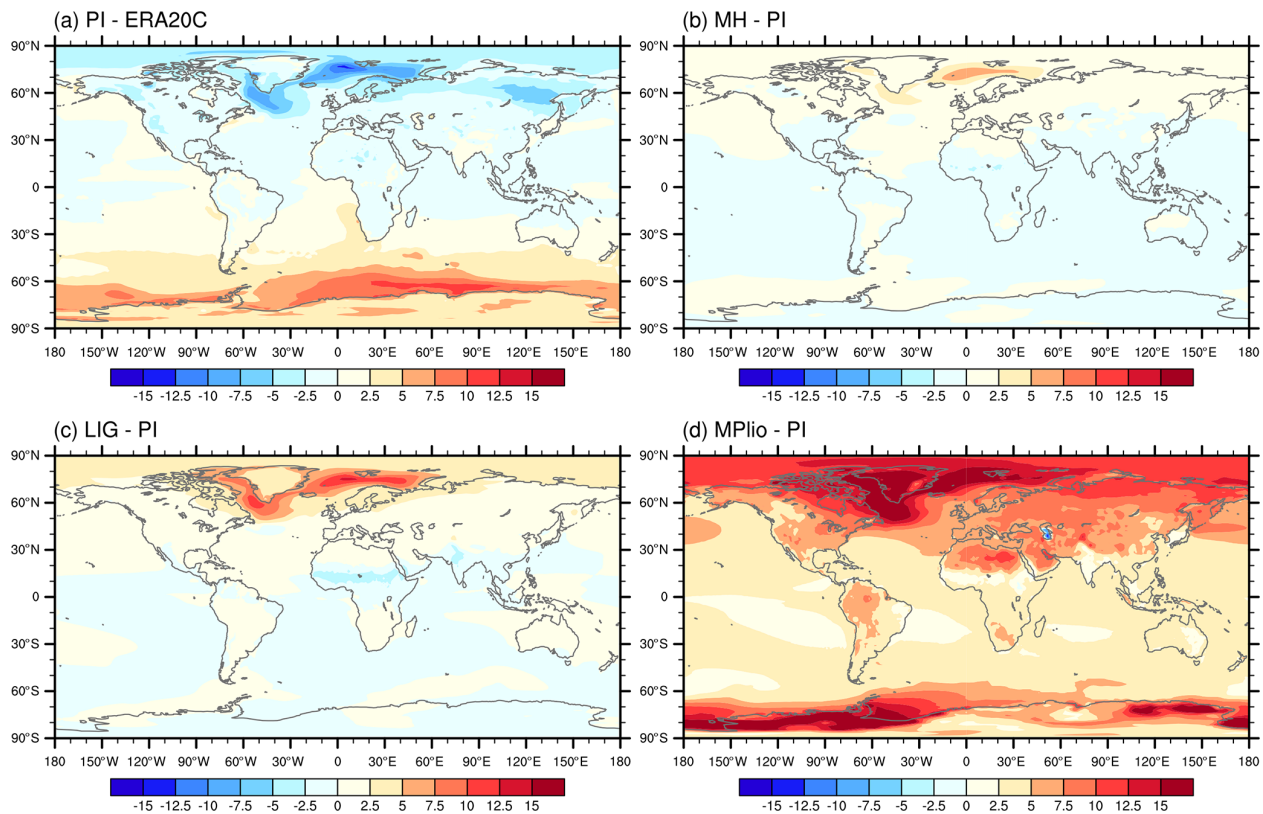 (a) PI - ERA20C
90°N
60°N
30°N
0
30°S
60°S
90°S
180 150°W 120°W 90°W 60°W 30°W 0 30°E 60°E 90°E 120°E 150°E 180
-15 -12.5 -10 -7.5 -5 -2.5 0 2.5 5 7.5 10 12.5 15
(b) MH - PI
90°N
60°N
30°N
0
30°S
60°S
90°S
180 150°W 120°W 90°W 60°W 30°W 0 30°E 60°E 90°E 120°E 150°E 180
-15 -12.5 -10 -7.5 -5 -2.5 0 2.5 5 7.5 10 12.5 15
(c) LIG - PI
90°N
60°N
30°N
0
30°S
60°S
90°S
180 150°W 120°W 90°W 60°W 30°W 0 30°E 60°E 90°E 120°E 150°E 180
-15 -12.5 -10 -7.5 -5 -2.5 0 2.5 5 7.5 10 12.5 15
(d) MPlio - PI
90°N
60°N
30°N
0
30°S
60°S
90°S
180 150°W 120°W 90°W 60°W 30°W 0 30°E 60°E 90°E 120°E 150°E 180
-15 -12.5 -10 -7.5 -5 -2.5 0 2.5 5 7.5 10 12.5 15